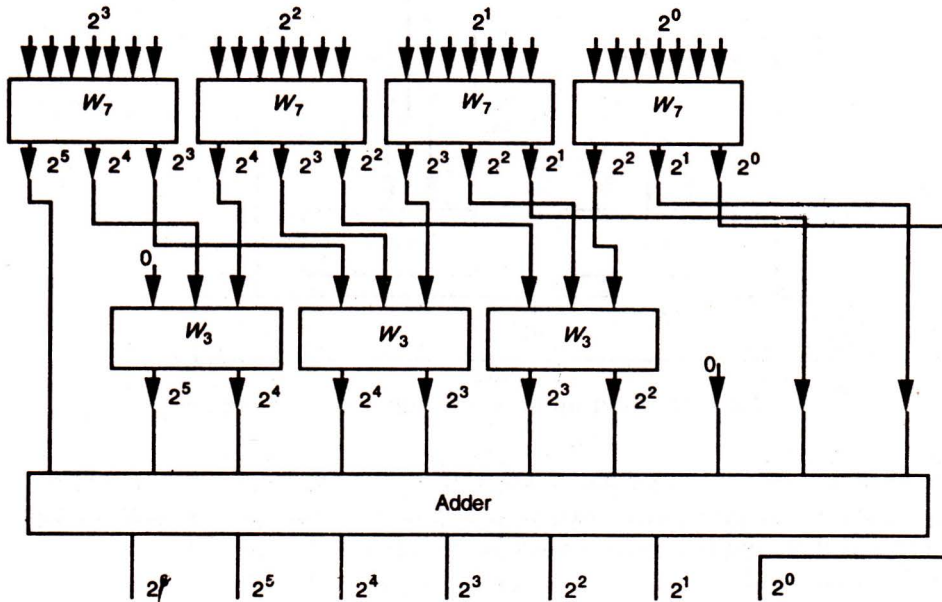 2³ 2² 2¹ 2⁰
W₇ W₇ W₇ W₇
2⁵ 2⁴ 2³ 2⁴ 2³ 2² 2³ 2² 2¹ 2² 2¹ 2⁰
0
W₃ W₃ W₃
0
2⁵ 2⁴ 2⁴ 2³ 2³ 2²
Adder
2⁵ 2⁴ 2³ 2² 2¹ 2⁰